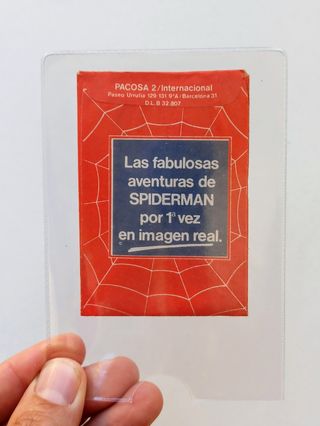 PACOSA 2/Internacional
Paseo Urrutia 129-131 9ºA/Barcelona 31
D.L. B 32.807
Las fabulosas
aventuras de
SPIDERMAN
por 1ª vez
en imagen real.